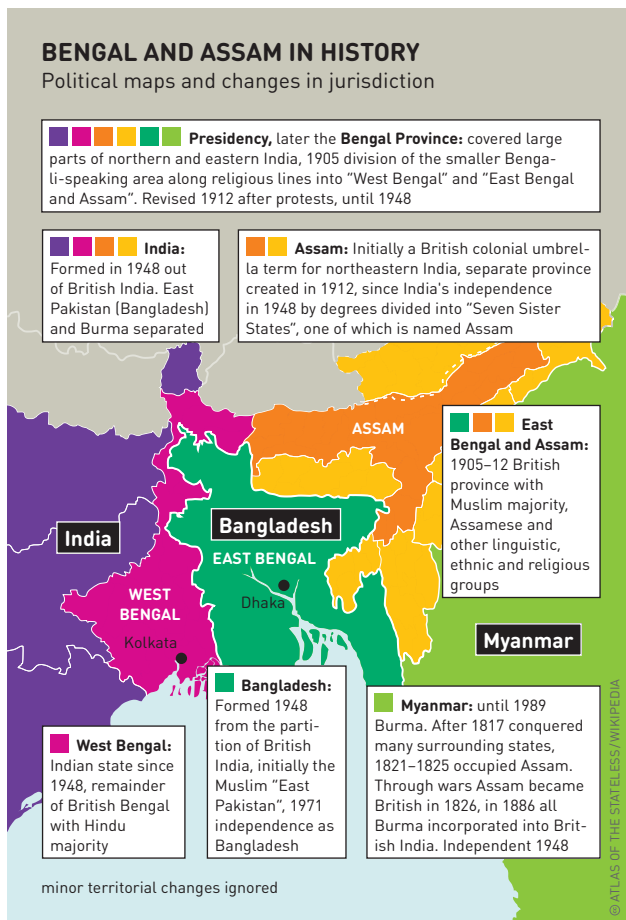 BENGAL AND ASSAM IN HISTORY
Political maps and changes in jurisdiction
Presidency, later the Bengal Province: covered large
parts of northern and eastern India, 1905 division of the smaller Benga-
li-speaking area along religious lines into "West Bengal" and "East Bengal
and Assam". Revised 1912 after protests, until 1948
India:
Formed in 1948 out
of British India. East
Pakistan (Bangladesh)
and Burma separated
Assam: Initially a British colonial umbrel-
la term for northeastern India, separate province
created in 1912, since India's independence
in 1948 by degrees divided into "Seven Sister
States", one of which is named Assam
ASSAM
East
Bengal and Assam:
1905–12 British
province with
Muslim majority,
Assamese and
other linguistic,
ethnic and religious
groups
India
Bangladesh
EAST BENGAL
Dhaka
WEST
BENGAL
Kolkata
Myanmar
West Bengal:
Indian state since
1948, remainder
of British Bengal
with Hindu
majority
Bangladesh:
Formed 1948
from the parti-
tion of British
India, initially the
Muslim "East
Pakistan", 1971
independence as
Bangladesh
Myanmar: until 1989
Burma. After 1817 conquered
many surrounding states,
1821–1825 occupied Assam.
Through wars Assam became
British in 1826, in 1886 all
Burma incorporated into Brit-
ish India. Independent 1948
minor territorial changes ignored
© ATLAS OF THE STATELESS/WIKIPEDIA